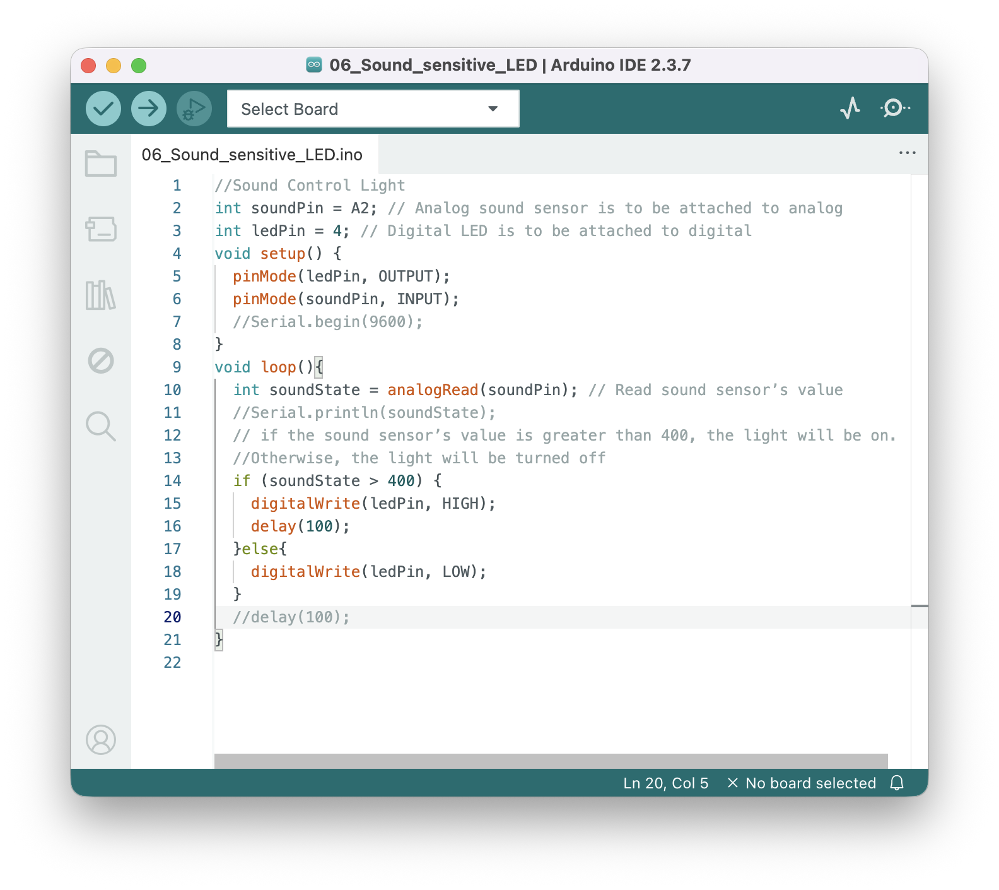 06_Sound_sensitive_LED | Arduino IDE 2.3.7
Select Board
06_Sound_sensitive_LED.ino
1 //Sound Control Light
2 int soundPin = A2; // Analog sound sensor is to be attached to analog
3 int ledPin = 4; // Digital LED is to be attached to digital
4 void setup() {
5   pinMode(ledPin, OUTPUT);
6   pinMode(soundPin, INPUT);
7   //Serial.begin(9600);
8 }
9 void loop(){
10   int soundState = analogRead(soundPin); // Read sound sensor’s value
11   //Serial.println(soundState);
12   // if the sound sensor’s value is greater than 400, the light will be on.
13   //Otherwise, the light will be turned off
14   if (soundState > 400) {
15     digitalWrite(ledPin, HIGH);
16     delay(100);
17   }else{
18     digitalWrite(ledPin, LOW);
19   }
20   //delay(100);
21 }
22
Ln 20, Col 5 × No board selected